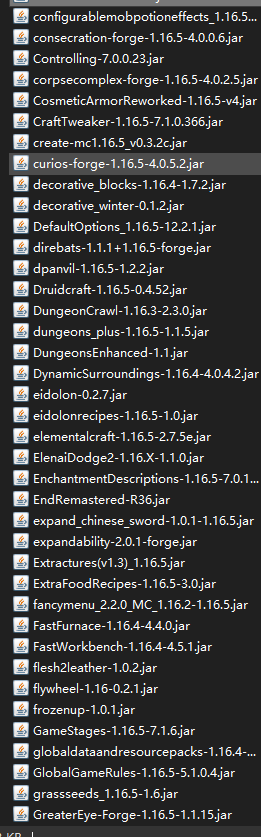 configurablemobpotioneffects_1.16.5...
consecration-forge-1.16.5-4.0.6.jar
Controlling-7.0.0.23.jar
corpsecomplex-forge-1.16.5-4.0.2.5.jar
CosmeticArmorReworked-1.16.5-v4.jar
CraftTweaker-1.16.5-7.1.0.366.jar
create-mc1.16.5_v0.3.2c.jar
curios-forge-1.16.5-4.0.5.2.jar
decorative_blocks-1.16.4-1.7.2.jar
decorative_winter-0.1.2.jar
DefaultOptions_1.16.5-12.2.1.jar
direbats-1.1.1+1.16.5-forge.jar
dpanvil-1.16.5-1.2.2.jar
Druidcraft-1.16.5-0.4.52.jar
DungeonCrawl-1.16.3-2.3.0.jar
dungeons_plus-1.16.5-1.1.5.jar
DungeonsEnhanced-1.1.jar
DynamicSurroundings-1.16.4-4.0.4.2.jar
eidolon-0.2.7.jar
eidolonrecipes-1.16.5-1.0.jar
elementalcraft-1.16.5-2.7.5e.jar
ElenaiDodge2-1.16.X-1.1.0.jar
EnchantmentDescriptions-1.16.5-7.0.1...
EndRemastered-R36.jar
expand_chinese_sword-1.0.1-1.16.5.jar
expandability-2.0.1-forge.jar
Extractures(v1.3)_1.16.5.jar
ExtraFoodRecipes-1.16.5-3.0.jar
fancymenu_2.2.0_MC_1.16.2-1.16.5.jar
FastFurnace-1.16.4-4.4.0.jar
FastWorkbench-1.16.4-4.5.1.jar
flesh2leather-1.0.2.jar
flywheel-1.16-0.2.1.jar
frozenup-1.0.1.jar
GameStages-1.16.5-7.1.6.jar
globaldataandresourcepacks-1.16.4-...
GlobalGameRules-1.16.5-5.1.0.4.jar
grassseeds_1.16.5-1.6.jar
GreaterEye-Forge-1.16.5-1.1.15.jar